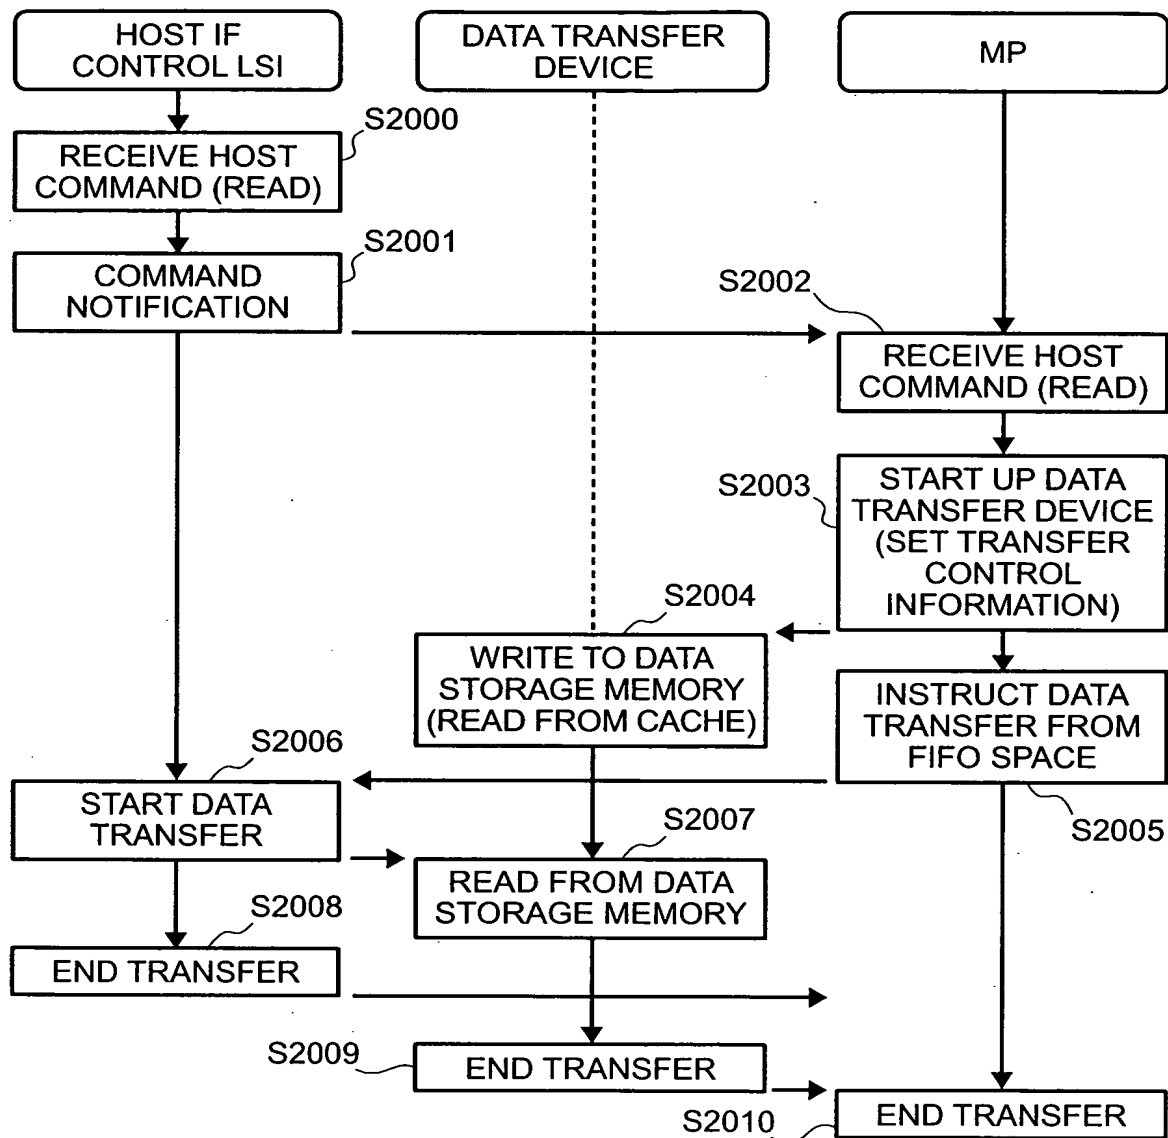 HOST IF
CONTROL LSI
DATA TRANSFER
DEVICE
MP
S2000
RECEIVE HOST
COMMAND (READ)
S2001
COMMAND
NOTIFICATION
S2002
RECEIVE HOST
COMMAND (READ)
S2003
START UP DATA
TRANSFER DEVICE
(SET TRANSFER
CONTROL
INFORMATION)
S2004
WRITE TO DATA
STORAGE MEMORY
(READ FROM CACHE)
INSTRUCT DATA
TRANSFER FROM
FIFO SPACE
S2005
S2006
START DATA
TRANSFER
S2007
READ FROM DATA
STORAGE MEMORY
S2008
END TRANSFER
S2009
END TRANSFER
S2010
END TRANSFER